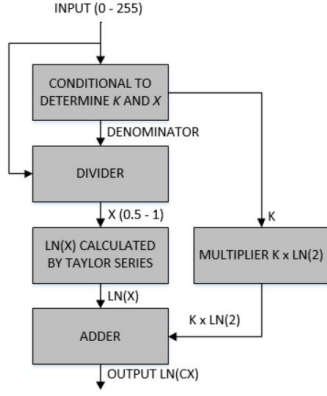 INPUT (0 - 255)
CONDITIONAL TO
DETERMINE K AND X
DENOMINATOR
DIVIDER
X (0.5 - 1)
K
LN(X) CALCULATED
BY TAYLOR SERIES
MULTIPLIER K x LN(2)
LN(X)
K x LN(2)
ADDER
OUTPUT LN(CX)